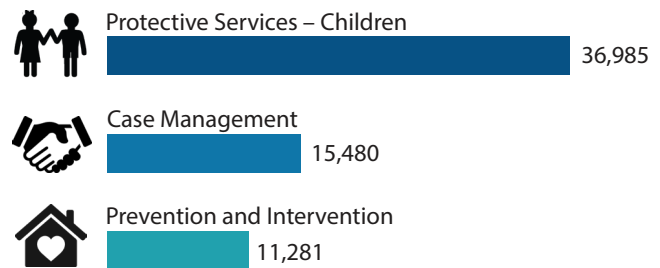 Protective Services – Children
36,985
Case Management
15,480
Prevention and Intervention
11,281